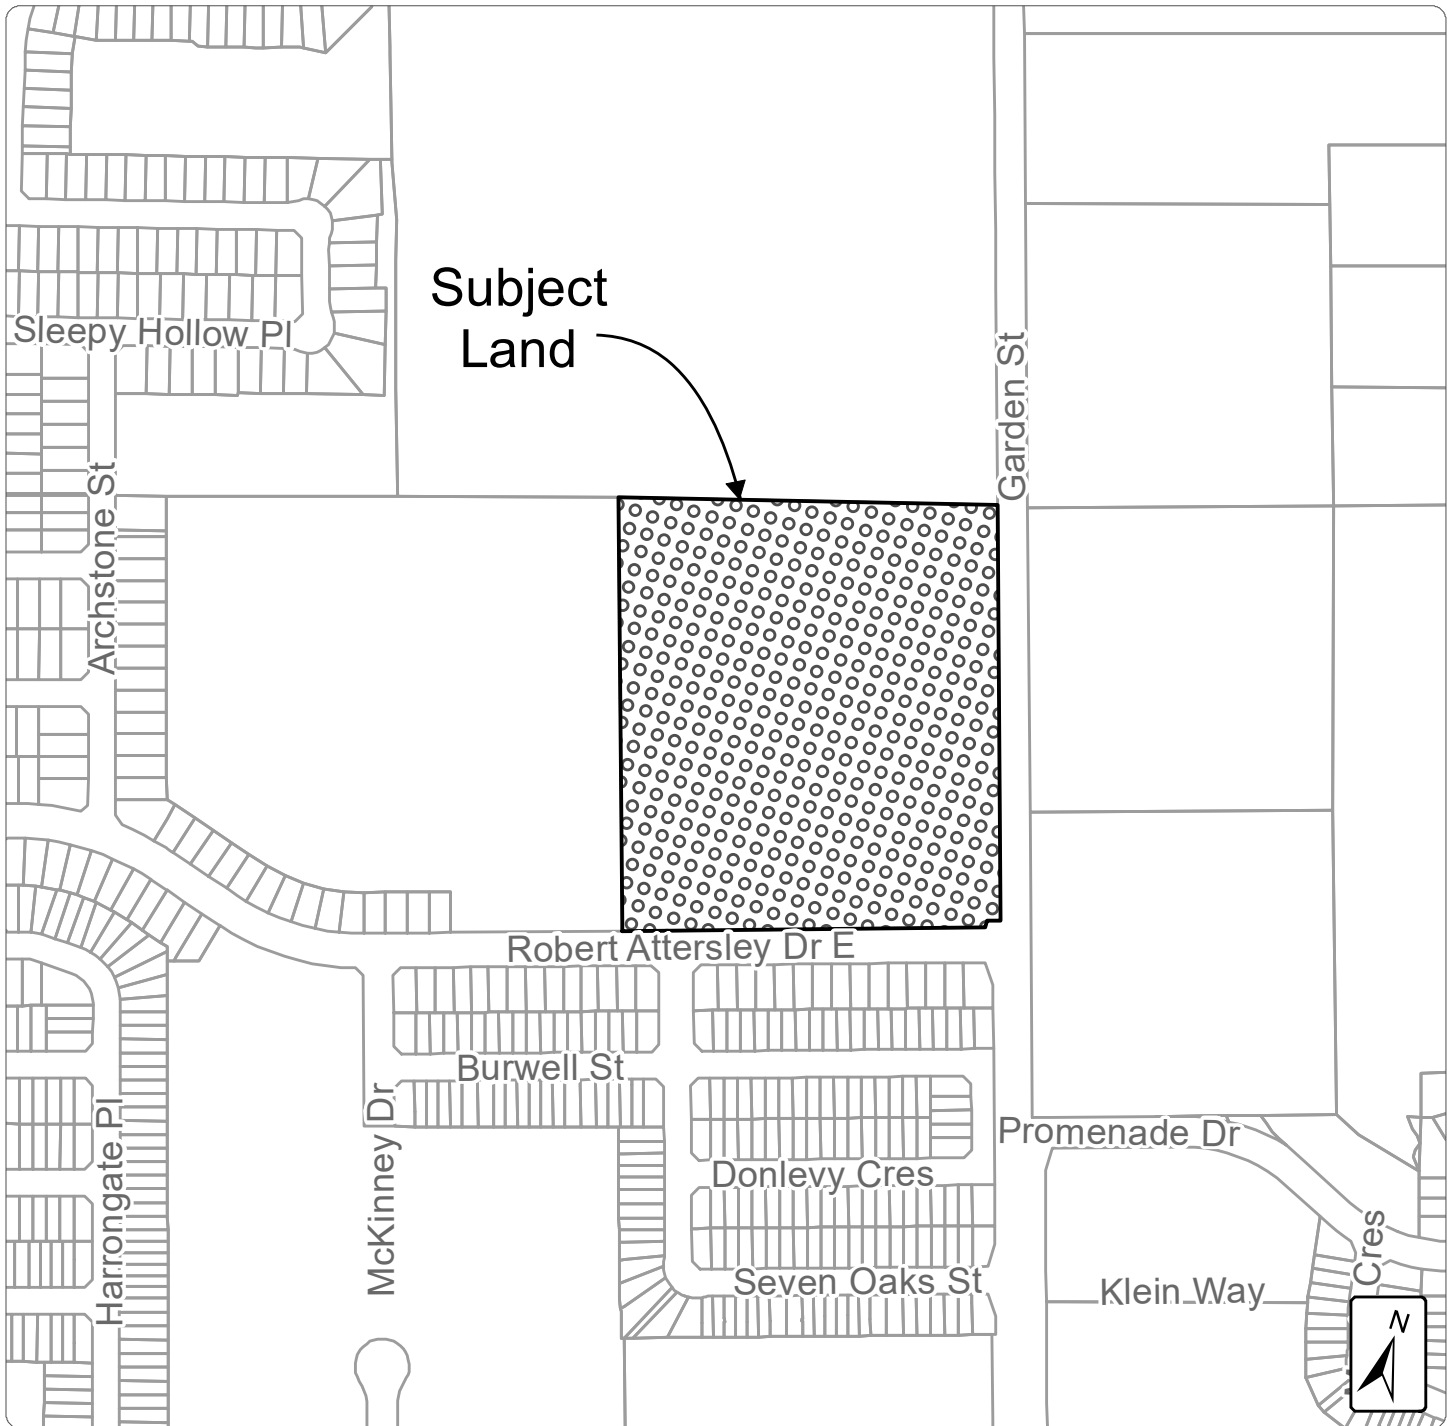 Subject
Land
Sleepy Hollow Pl
Garden St
Archstone St
Robert Attersley Dr E
Burwell St
McKinney Dr
Harrongate Pl
Promenade Dr
Donlevy Cres
Seven Oaks St
Klein Way
Cres
N